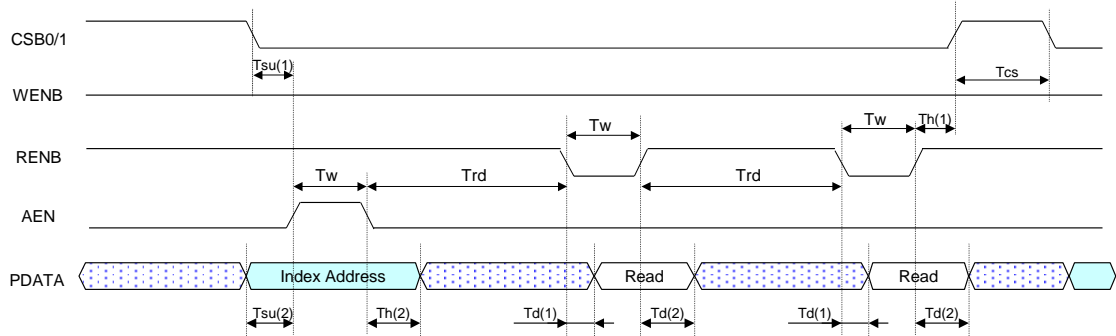 CSB0/1
Tsu(1)
Tcs
WENB
Tw
Tw
Th(1)
RENB
Tw
Trd
Trd
AEN
PDATA
Index Address
Read
Read
Tsu(2)
Th(2)
Td(1)
Td(2)
Td(1)
Td(2)